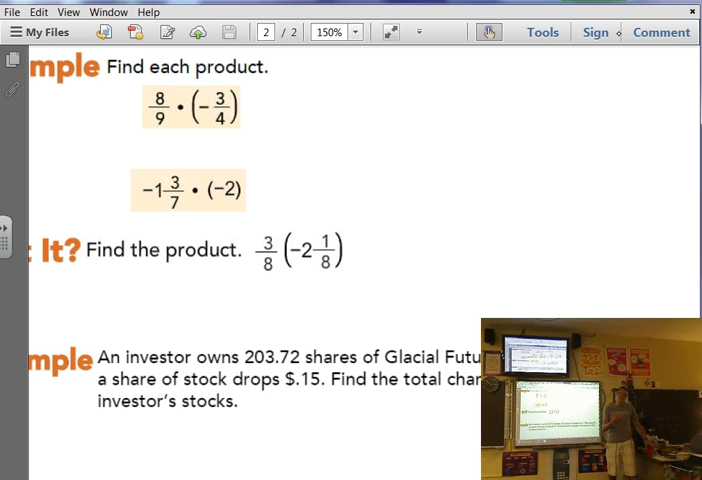 File Edit View Window Help
My Files 2 / 2 150% Tools Sign Comment
mple Find each product.
8/9 • (−3/4)
−1 3/7 • (−2)
It? Find the product. 3/8 (−2 1/8)
mple An investor owns 203.72 shares of Glacial Futu
a share of stock drops $.15. Find the total char
investor's stocks.